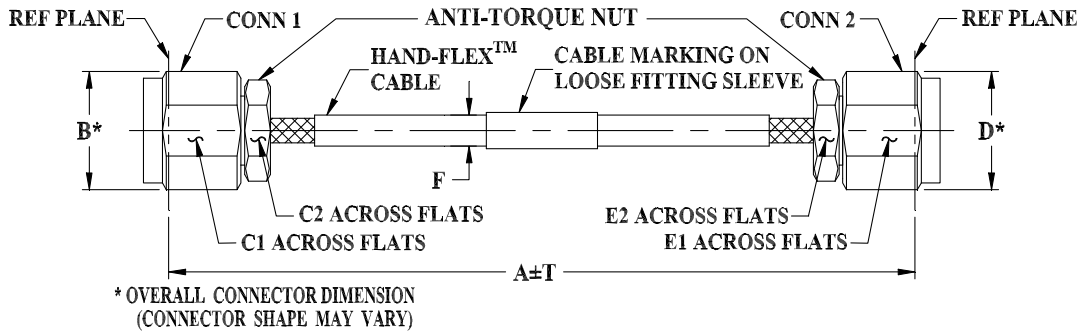 REF PLANE
CONN 1
ANTI-TORQUE NUT
CONN 2
REF PLANE
HAND-FLEX™
CABLE
CABLE MARKING ON
LOOSE FITTING SLEEVE
B*
D*
F
C2 ACROSS FLATS
E2 ACROSS FLATS
C1 ACROSS FLATS
E1 ACROSS FLATS
A±T
* OVERALL CONNECTOR DIMENSION
(CONNECTOR SHAPE MAY VARY)